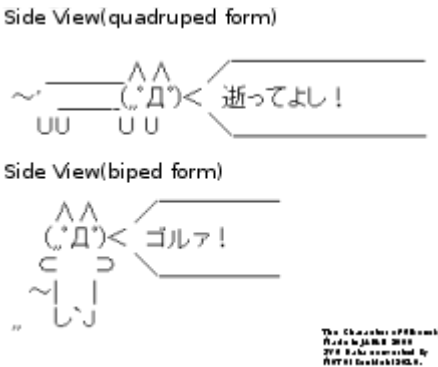 Side View(quadruped form)
逝ってよし！
Side View(biped form)
ゴルァ！